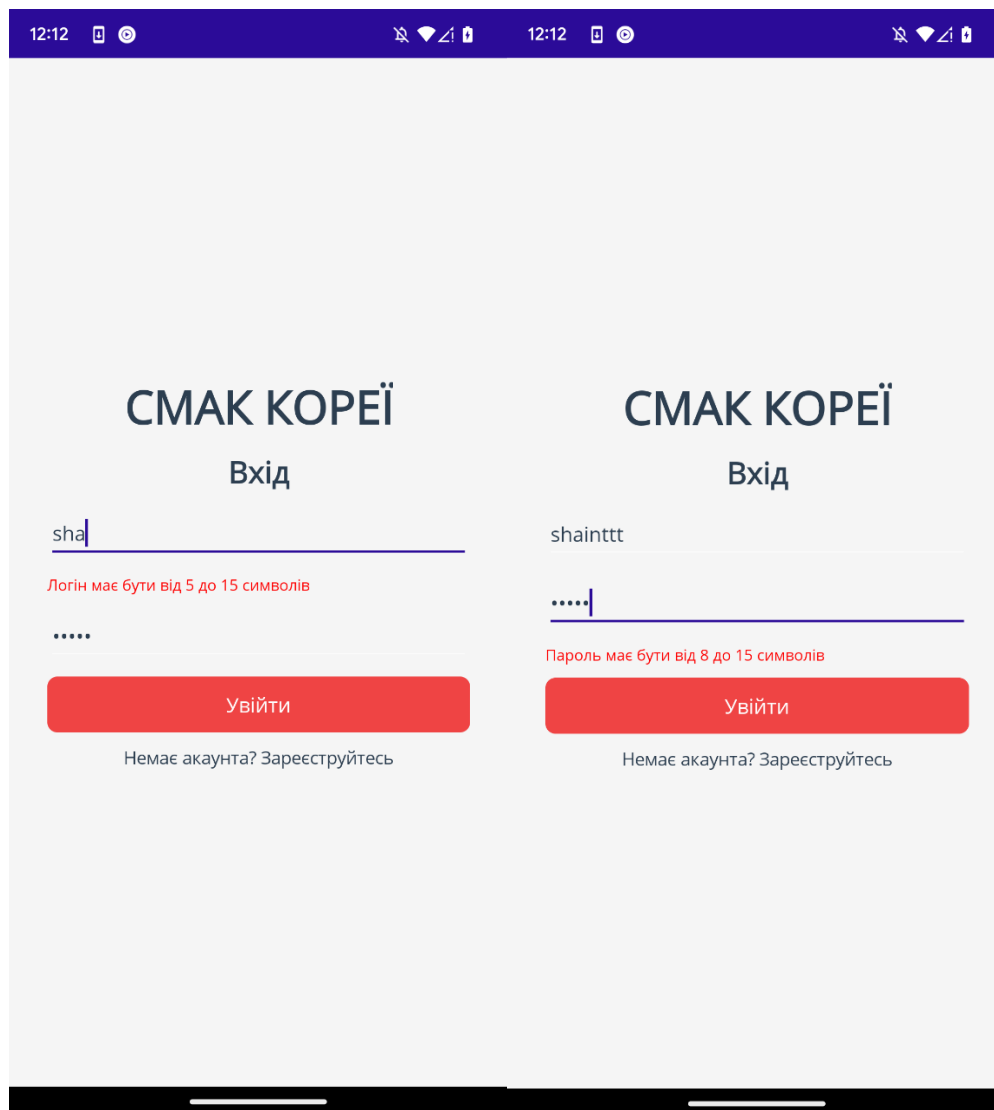 12:12
СМАК КОРЕЇ
Вхід
sha
Логін має бути від 5 до 15 символів
•••••
Увійти
Немає акаунта? Зареєструйтесь
12:12
СМАК КОРЕЇ
Вхід
shainttt
•••••
Пароль має бути від 8 до 15 символів
Увійти
Немає акаунта? Зареєструйтесь